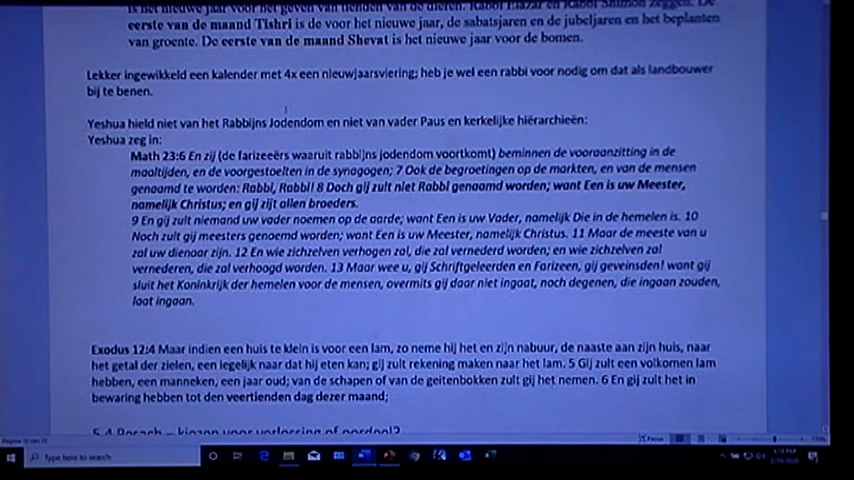 is het nieuwe jaar voor het geven van tienden van de dieren. Rabbi Elazar en Rabbi Shimon zeggen: De
eerste van de maand Tishri is de voor het nieuwe jaar, de sabatsjaren en de jubeljaren en het beplanten
van groente. De eerste van de maand Shevat is het nieuwe jaar voor de bomen.
Lekker ingewikkeld een kalender met 4x een nieuwjaarsviering; heb je wel een rabbi voor nodig om dat als landbouwer
bij te benen.
Yeshua hield niet van het Rabbijns Jodendom en niet van vader Paus en kerkelijke hiërarchieën:
Yeshua zeg in:
Math 23:6 En zij (de farizeeërs waaruit rabbijns jodendom voortkomt) beminnen de vooraanzitting in de
maaltijden, en de voorgestoelten in de synagogen; 7 Ook de begroetingen op de markten, en van de mensen
genaamd te worden: Rabbi, Rabbi! 8 Doch gij zult niet Rabbi genaamd worden; want Een is uw Meester,
namelijk Christus; en gij zijt allen broeders.
9 En gij zult niemand uw vader noemen op de aarde; want Een is uw Vader, namelijk Die in de hemelen is. 10
Noch zult gij meesters genoemd worden; want Een is uw Meester, namelijk Christus. 11 Maar de meeste van u
zal uw dienaar zijn. 12 En wie zichzelven verhogen zal, die zal vernederd worden; en wie zichzelven zal
vernederen, die zal verhoogd worden. 13 Maar wee u, gij Schriftgeleerden en Farizeen, gij geveinsden! want gij
sluit het Koninkrijk der hemelen voor de mensen, overmits gij daar niet ingaat, noch degenen, die ingaan zouden,
laat ingaan.
Exodus 12:4 Maar indien een huis te klein is voor een lam, zo neme hij het en zijn nabuur, de naaste aan zijn huis, naar
het getal der zielen, een iegelijk naar dat hij eten kan; gij zult rekening maken naar het lam. 5 Gij zult een volkomen lam
hebben, een manneken, een jaar oud; van de schapen of van de geitenbokken zult gij het nemen. 6 En gij zult het in
bewaring hebben tot den veertienden dag dezer maand;
5.4 Pesach – kiezen voor verlossing of oordeel?
Focus
Type here to search